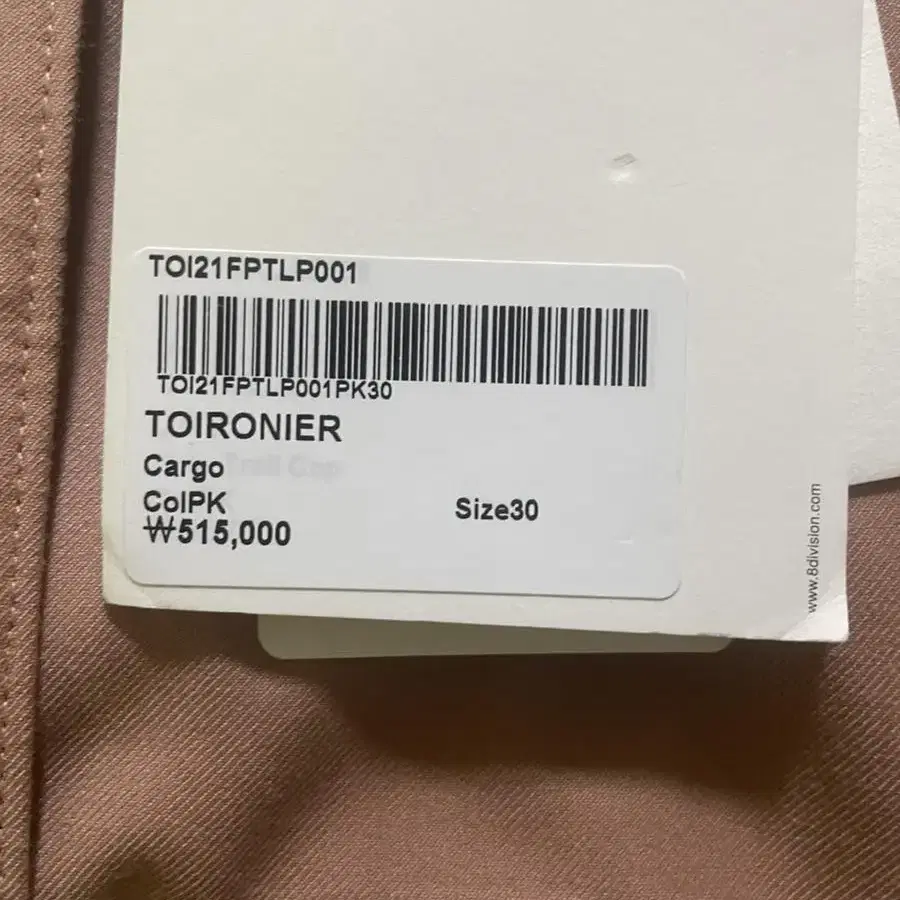 TOI21FPTLP001
TOI21FPTLP001PK30
TOIRONIER
Cargo
ColPK Size30
₩515,000
www.8division.com